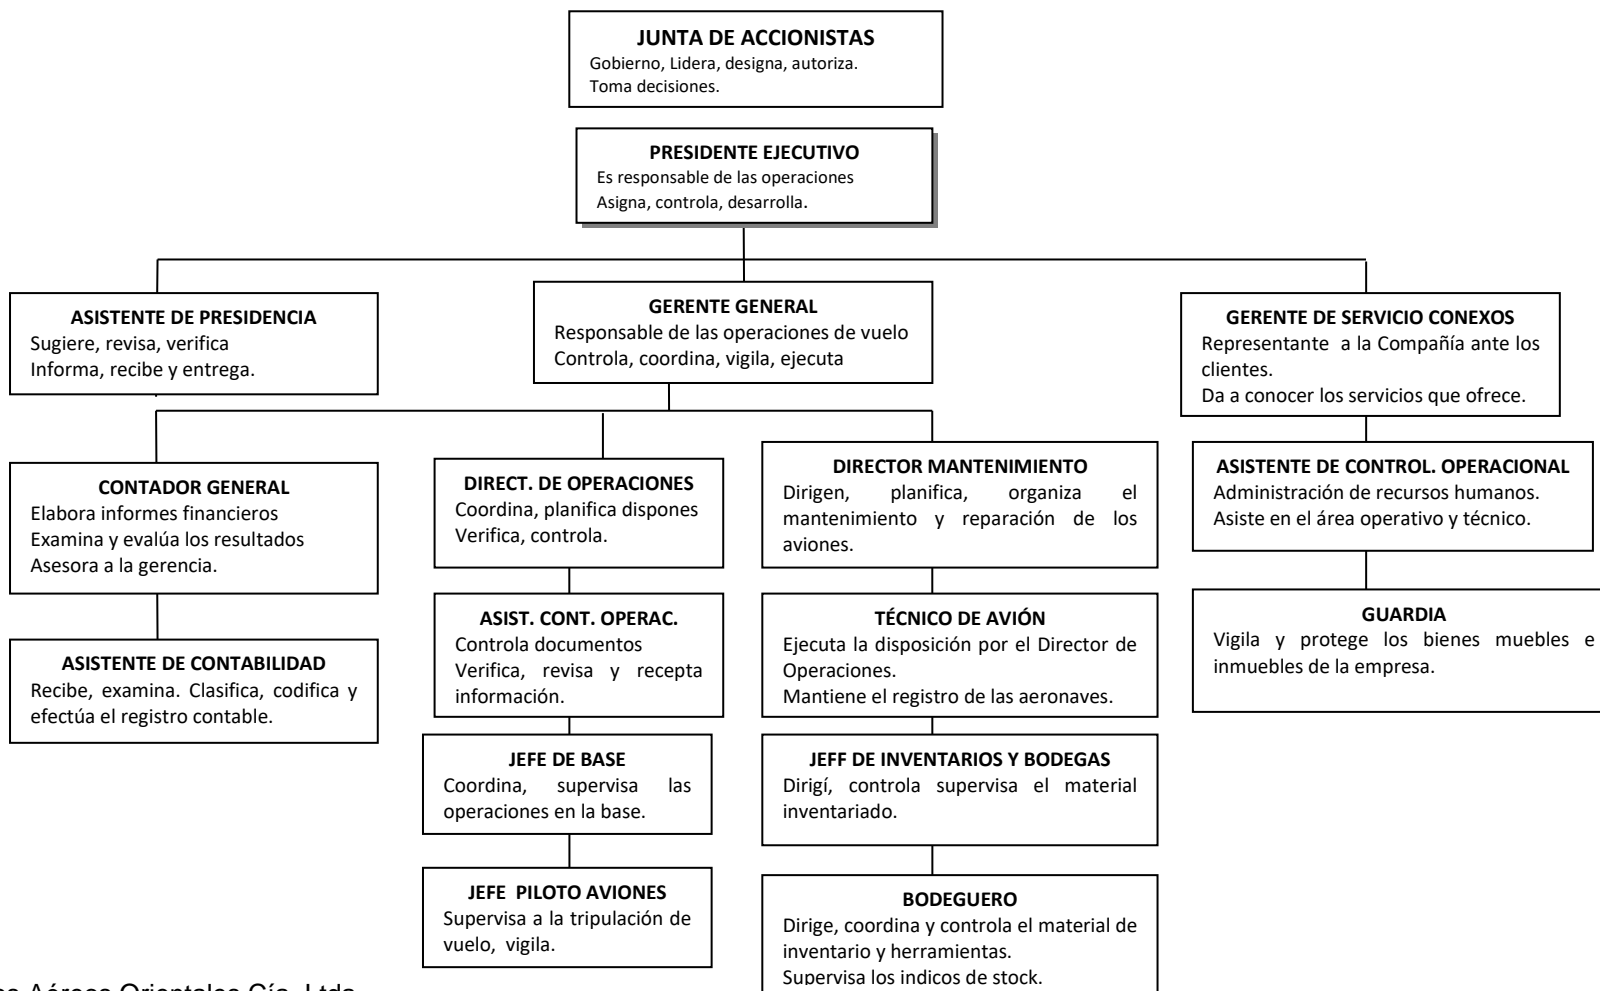 JUNTA DE ACCIONISTAS
Gobierno, Lidera, designa, autoriza.
Toma decisiones.
PRESIDENTE EJECUTIVO
Es responsable de las operaciones
Asigna, controla, desarrolla.
ASISTENTE DE PRESIDENCIA
Sugiere, revisa, verifica
Informa, recibe y entrega.
GERENTE GENERAL
Responsable de las operaciones de vuelo
Controla, coordina, vigila, ejecuta
GERENTE DE SERVICIO CONEXOS
Representante a la Compañía ante los
clientes.
Da a conocer los servicios que ofrece.
CONTADOR GENERAL
Elabora informes financieros
Examina y evalúa los resultados
Asesora a la gerencia.
DIRECT. DE OPERACIONES
Coordina, planifica dispones
Verifica, controla.
DIRECTOR MANTENIMIENTO
Dirigen, planifica, organiza el
mantenimiento y reparación de los
aviones.
ASISTENTE DE CONTROL. OPERACIONAL
Administración de recursos humanos.
Asiste en el área operativo y técnico.
ASISTENTE DE CONTABILIDAD
Recibe, examina. Clasifica, codifica y
efectúa el registro contable.
ASIST. CONT. OPERAC.
Controla documentos
Verifica, revisa y recepta
información.
TÉCNICO DE AVIÓN
Ejecuta la disposición por el Director de
Operaciones.
Mantiene el registro de las aeronaves.
GUARDIA
Vigila y protege los bienes muebles e
inmuebles de la empresa.
JEFE DE BASE
Coordina, supervisa las
operaciones en la base.
JEFF DE INVENTARIOS Y BODEGAS
Dirigí, controla supervisa el material
inventariado.
JEFE PILOTO AVIONES
Supervisa a la tripulación de
vuelo, vigila.
BODEGUERO
Dirige, coordina y controla el material de
inventario y herramientas.
Supervisa los indicos de stock.
Aéreos Orientales Cía. Ltda